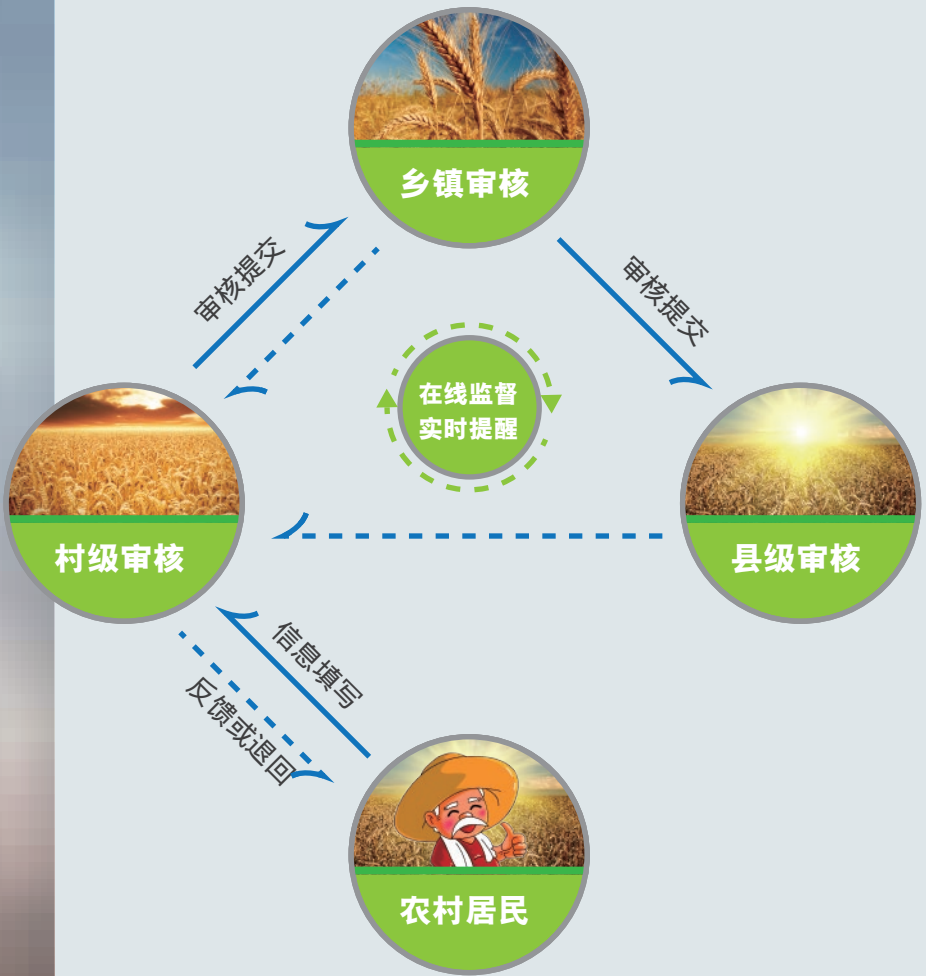 乡镇审核
审核提交
审核提交
在线监督
实时提醒
村级审核
县级审核
信息填写
反馈或退回
农村居民